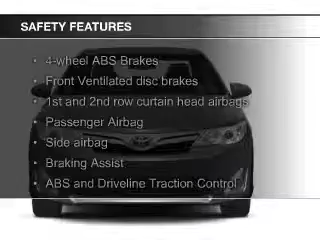 SAFETY FEATURES
• 4-wheel ABS Brakes
• Front Ventilated disc brakes
• 1st and 2nd row curtain head airbags
• Passenger Airbag
• Side airbag
• Braking Assist
• ABS and Driveline Traction Control